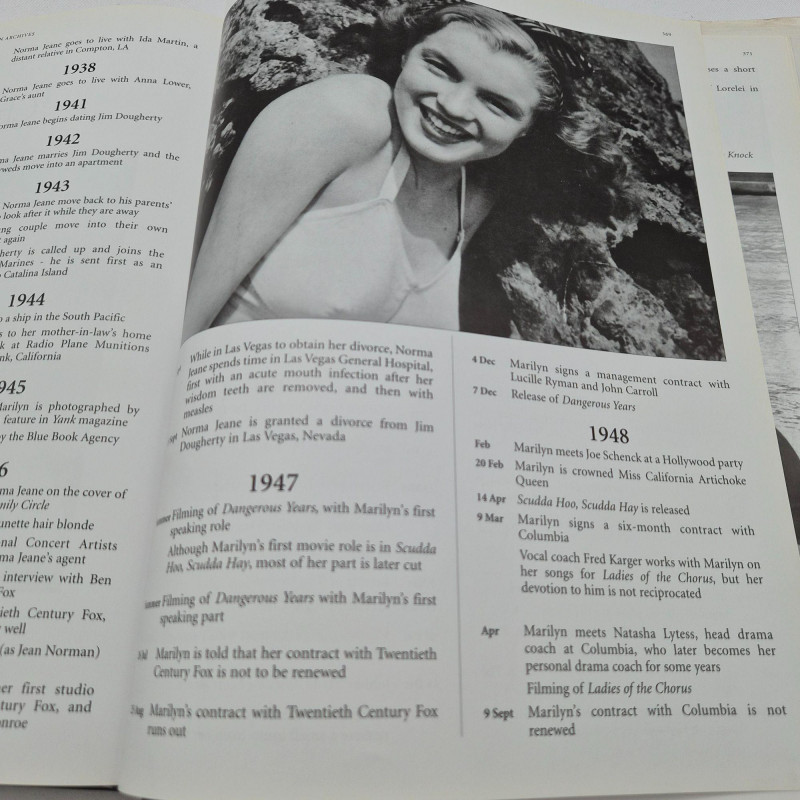 ARCHIVES
Norma Jeane goes to live with Ida Martin, a
distant relative in Compton, LA
1938
Norma Jeane goes to live with Anna Lower,
Grace's aunt
1941
Jeane begins dating Jim Dougherty
1942
Jeane marries Jim Dougherty and the
move into an apartment
1943
Norma Jeane move back to his parents'
look after it while they are away
couple move into their own
again
is called up and joins the
Marines - he is sent first as an
Catalina Island
1944
a ship in the South Pacific
to her mother-in-law's home
at Radio Plane Munitions
California
is photographed by
feature in Yank magazine
by the Blue Book Agency
Jeane on the cover of
Circle
hair blonde
Concert Artists
Jeane's agent
interview with Ben
Fox
Century Fox,
well
(as Jean Norman)
first studio
Fox, and
369
While in Las Vegas to obtain her divorce, Norma
Jeane spends time in Las Vegas General Hospital,
first with an acute mouth infection after her
wisdom teeth are removed, and then with
measles
Norma Jeane is granted a divorce from Jim
Dougherty in Las Vegas, Nevada
1947
Filming of Dangerous Years, with Marilyn's first
speaking role
Although Marilyn's first movie role is in Scudda
Hoo, Scudda Hay, most of her part is later cut
Filming of Dangerous Years with Marilyn's first
speaking part
Marilyn is told that her contract with Twentieth
Century Fox is not to be renewed
Marilyn's contract with Twentieth Century Fox
runs out
4 Dec Marilyn signs a management contract with
Lucille Ryman and John Carroll
7 Dec Release of Dangerous Years
1948
Feb Marilyn meets Joe Schenck at a Hollywood party
20 Feb Marilyn is crowned Miss California Artichoke
Queen
14 Apr Scudda Hoo, Scudda Hay is released
9 Mar Marilyn signs a six-month contract with
Columbia
Vocal coach Fred Karger works with Marilyn on
her songs for Ladies of the Chorus, but her
devotion to him is not reciprocated
Apr Marilyn meets Natasha Lytess, head drama
coach at Columbia, who later becomes her
personal drama coach for some years
Filming of Ladies of the Chorus
9 Sept Marilyn's contract with Columbia is not
renewed
371
a short
Lorelei in
Knock